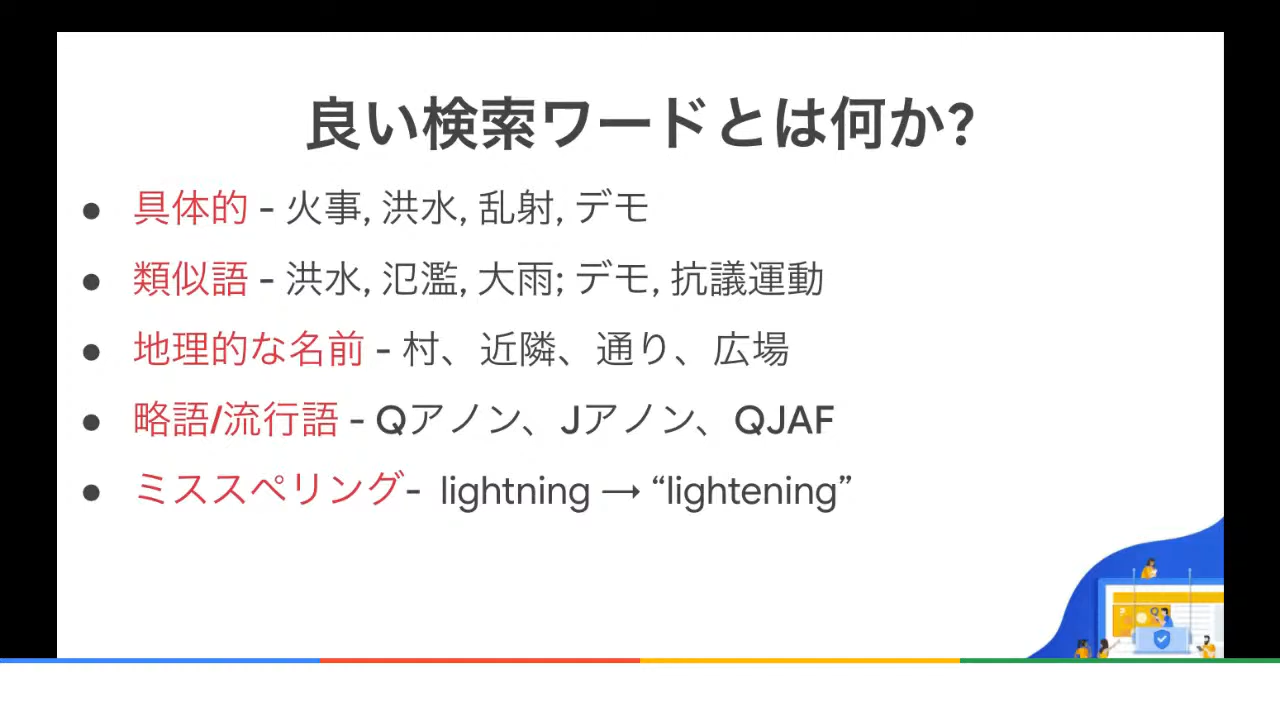 良い検索ワードとは何か?
● 具体的 - 火事, 洪水, 乱射, デモ
● 類似語 - 洪水, 氾濫, 大雨; デモ, 抗議運動
● 地理的な名前 - 村、近隣、通り、広場
● 略語/流行語 - Qアノン、Jアノン、QJAF
● ミススペリング- lightning → “lightening”